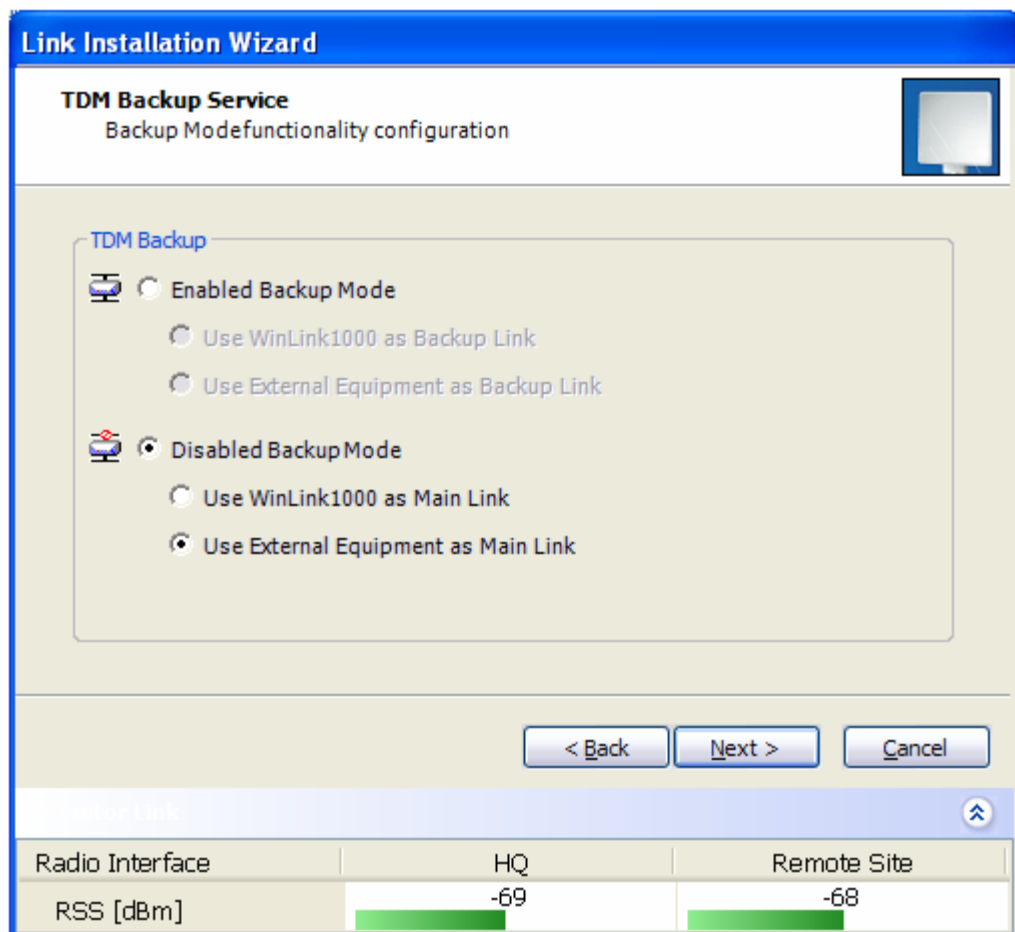 Link Installation Wizard
TDM Backup Service
Backup Modefunctionality configuration
TDM Backup
Enabled Backup Mode
Use WinLink1000 as Backup Link
Use External Equipment as Backup Link
Disabled Backup Mode
Use WinLink1000 as Main Link
Use External Equipment as Main Link
< Back Next > Cancel
Link
Radio Interface HQ Remote Site
RSS [dBm] -69 -68